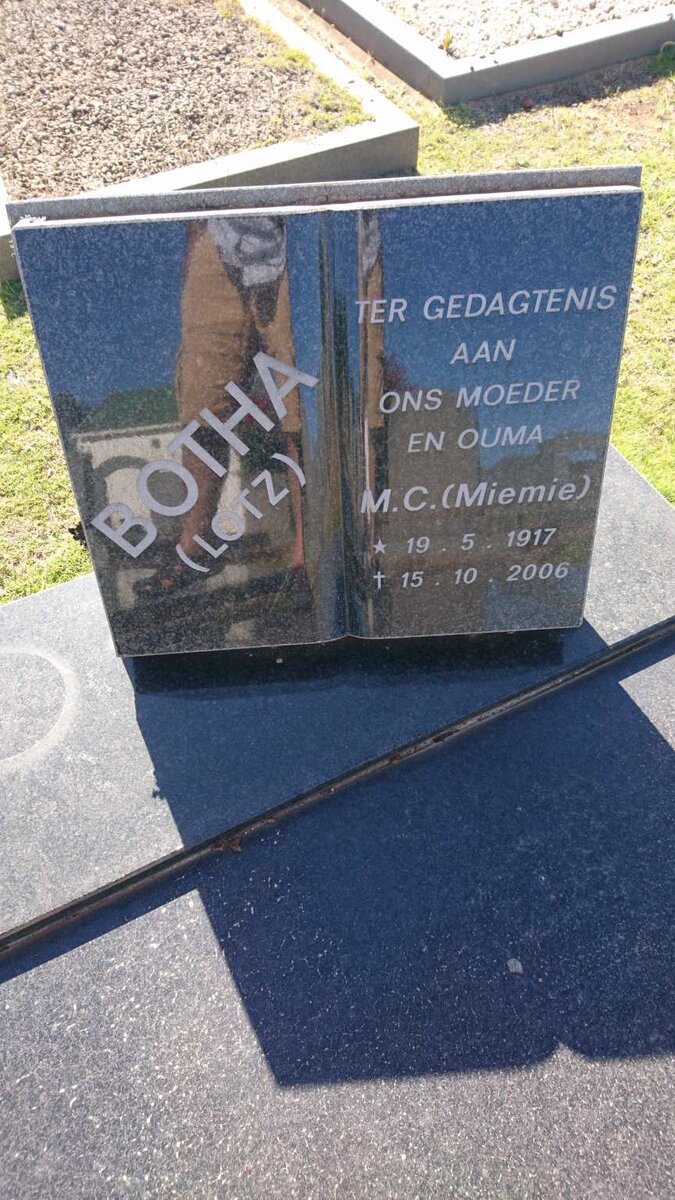 BOTHA
(LOTZ)
TER GEDAGTENIS
AAN
ONS MOEDER
EN OUMA
M.C. (Miemie)
★ 19 . 5 . 1917
† 15 . 10 . 2006